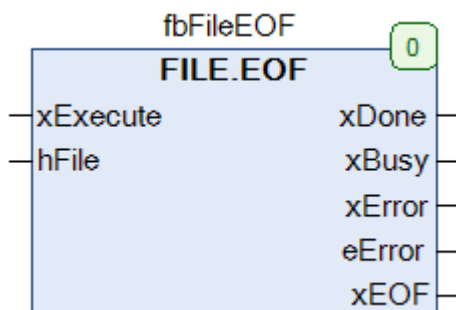 fbFileEOF
0
FILE.EOF
xExecute xDone
hFile xBusy
xError
eError
xEOF